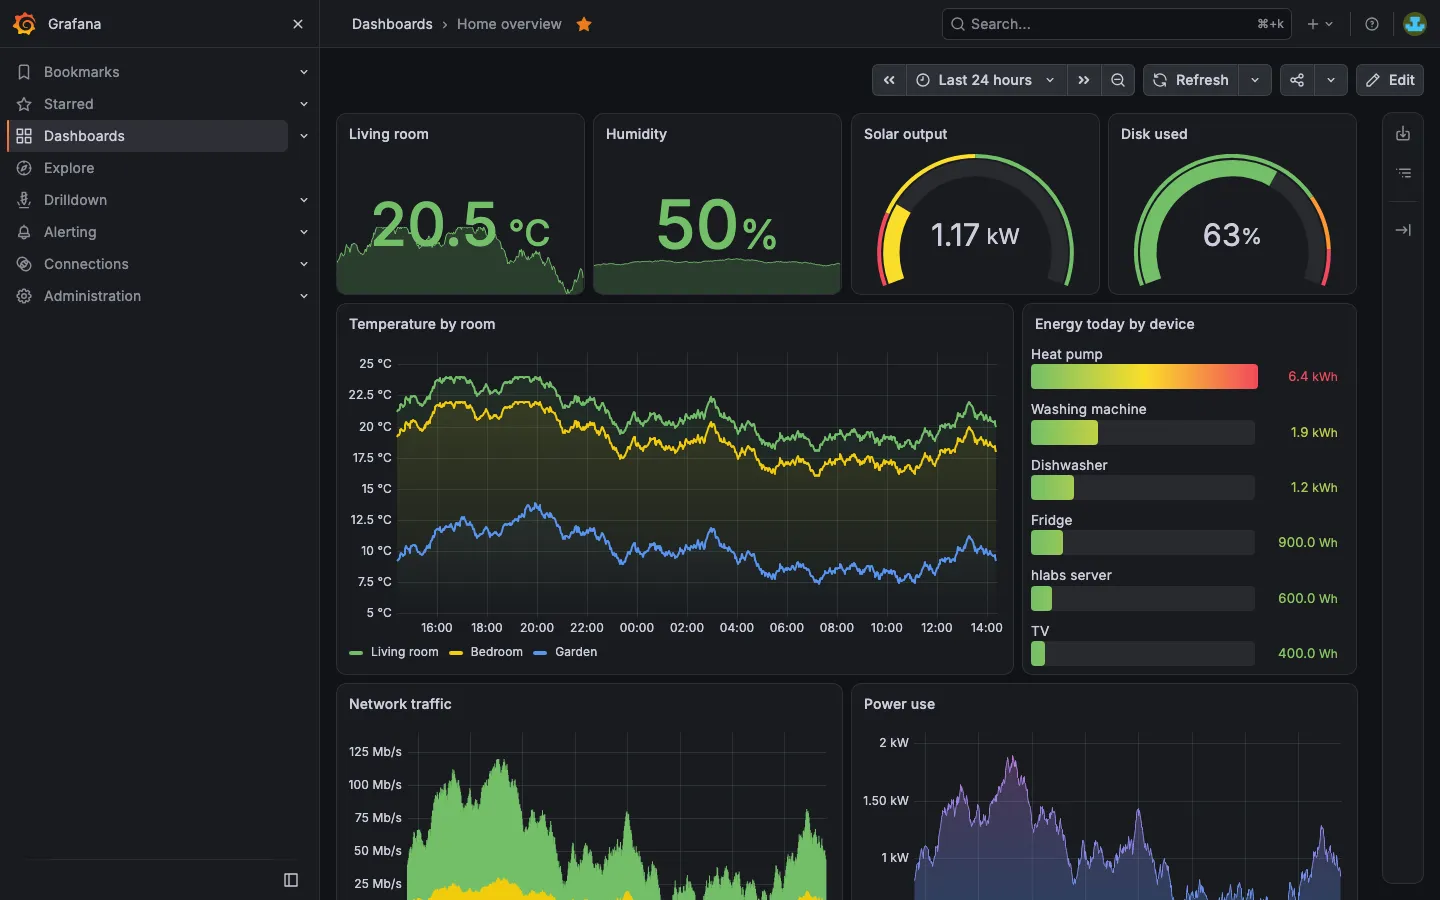 Grafana
Dashboards › Home overview
Search...
⌘+k
Bookmarks
Starred
Dashboards
Explore
Drilldown
Alerting
Connections
Administration
Last 24 hours
Refresh
Edit
Living room
20.5 °C
Humidity
50%
Solar output
1.17 kW
Disk used
63%
Temperature by room
25 °C
22.5 °C
20 °C
17.5 °C
15 °C
12.5 °C
10 °C
7.5 °C
5 °C
16:00 18:00 20:00 22:00 00:00 02:00 04:00 06:00 08:00 10:00 12:00 14:00
Living room Bedroom Garden
Energy today by device
Heat pump
6.4 kWh
Washing machine
1.9 kWh
Dishwasher
1.2 kWh
Fridge
900.0 Wh
hlabs server
600.0 Wh
TV
400.0 Wh
Network traffic
125 Mb/s
100 Mb/s
75 Mb/s
50 Mb/s
25 Mb/s
Power use
2 kW
1.50 kW
1 kW